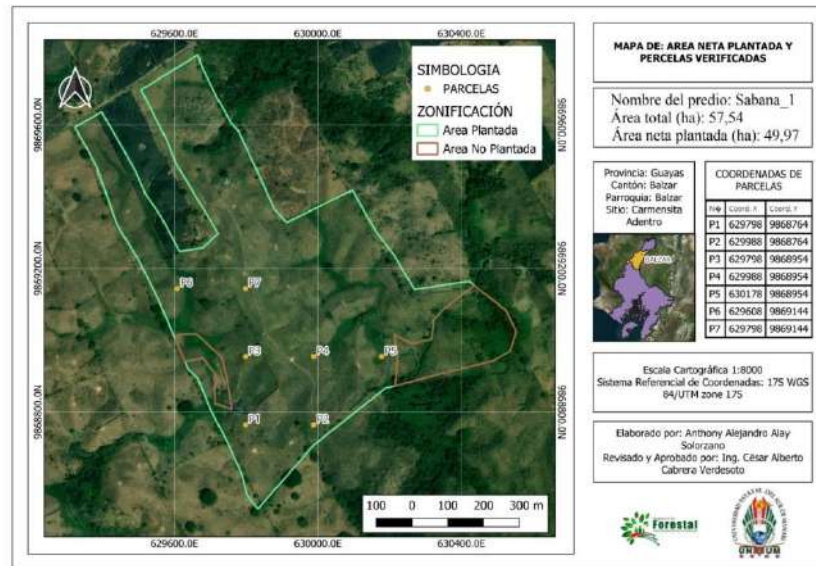 629600.0E 630000.0E 630400.0E
9869600.0N
9869200.0N
9868800.0N
SIMBOLOGIA
PARCELAS
ZONIFICACIÓN
Area Plantada
Area No Plantada
P6 P7
P3 P4 P5
P1 P2
100 0 100 200 300 m
629600.0E 630000.0E 630400.0E
9869600.0N
9869200.0N
9868800.0N
MAPA DE: AREA NETA PLANTADA Y
PERCELAS VERIFICADAS
Nombre del predio: Sabana_1
Área total (ha): 57,54
Área neta plantada (ha): 49,97
Provincia: Guayas
Cantón: Balzar
Parroquia: Balzar
Sitio: Carmensita
Adentro
BALZAR
COORDENADAS DE
PARCELAS
Coord. X Coord. Y
P1 629798 9868764
P2 629988 9868764
P3 629798 9868954
P4 629988 9868954
P5 630178 9868954
P6 629608 9869144
P7 629798 9869144
Escala Cartográfica 1:8000
Sistema Referencial de Coordenadas: 17S WGS
84/UTM zone 17S
Elaborado por: Anthony Alejandro Alay
Solorzano
Revisado y Aprobado por: Ing. César Alberto
Cabrera Verdesoto
Forestal